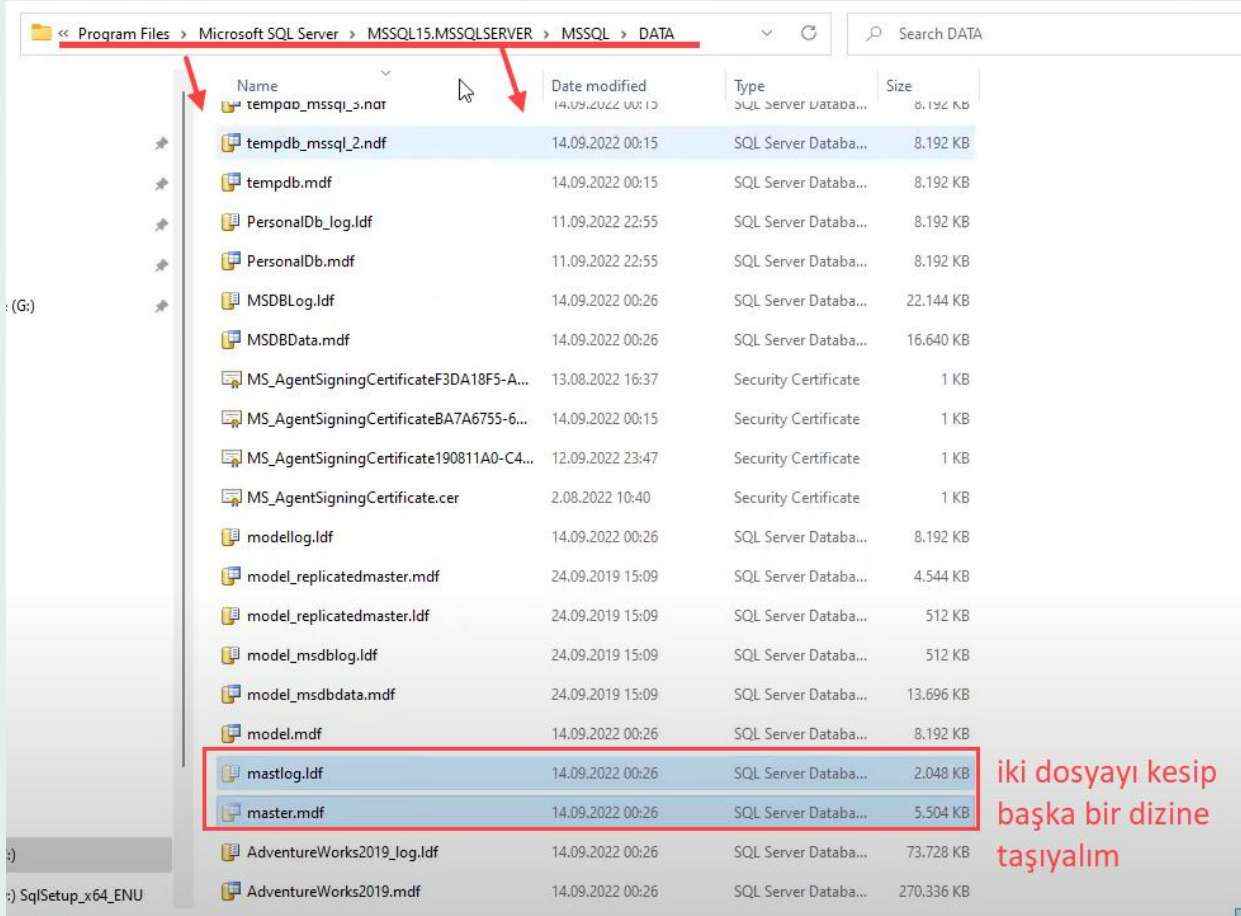 « Program Files > Microsoft SQL Server > MSSQL15.MSSQLSERVER > MSSQL > DATA
Search DATA
Name Date modified Type Size
tempdb_mssql_3.ndf 14.09.2022 00:15 SQL Server Databa... 8.192 KB
tempdb_mssql_2.ndf 14.09.2022 00:15 SQL Server Databa... 8.192 KB
tempdb.mdf 14.09.2022 00:15 SQL Server Databa... 8.192 KB
PersonalDb_log.ldf 11.09.2022 22:55 SQL Server Databa... 8.192 KB
PersonalDb.mdf 11.09.2022 22:55 SQL Server Databa... 8.192 KB
(G:)
MSDBLog.ldf 14.09.2022 00:26 SQL Server Databa... 22.144 KB
MSDBData.mdf 14.09.2022 00:26 SQL Server Databa... 16.640 KB
MS_AgentSigningCertificateF3DA18F5-A... 13.08.2022 16:37 Security Certificate 1 KB
MS_AgentSigningCertificateBA7A6755-6... 14.09.2022 00:15 Security Certificate 1 KB
MS_AgentSigningCertificate190811A0-C4... 12.09.2022 23:47 Security Certificate 1 KB
MS_AgentSigningCertificate.cer 2.08.2022 10:40 Security Certificate 1 KB
modellog.ldf 14.09.2022 00:26 SQL Server Databa... 8.192 KB
model_replicatedmaster.mdf 24.09.2019 15:09 SQL Server Databa... 4.544 KB
model_replicatedmaster.ldf 24.09.2019 15:09 SQL Server Databa... 512 KB
model_msdblog.ldf 24.09.2019 15:09 SQL Server Databa... 512 KB
model_msdbdata.mdf 24.09.2019 15:09 SQL Server Databa... 13.696 KB
model.mdf 14.09.2022 00:26 SQL Server Databa... 8.192 KB
mastlog.ldf 14.09.2022 00:26 SQL Server Databa... 2.048 KB
master.mdf 14.09.2022 00:26 SQL Server Databa... 5.504 KB
iki dosyayı kesip
başka bir dizine
taşıyalım
AdventureWorks2019_log.ldf 14.09.2022 00:26 SQL Server Databa... 73.728 KB
AdventureWorks2019.mdf 14.09.2022 00:26 SQL Server Databa... 270.336 KB
:)
:) SqlSetup_x64_ENU